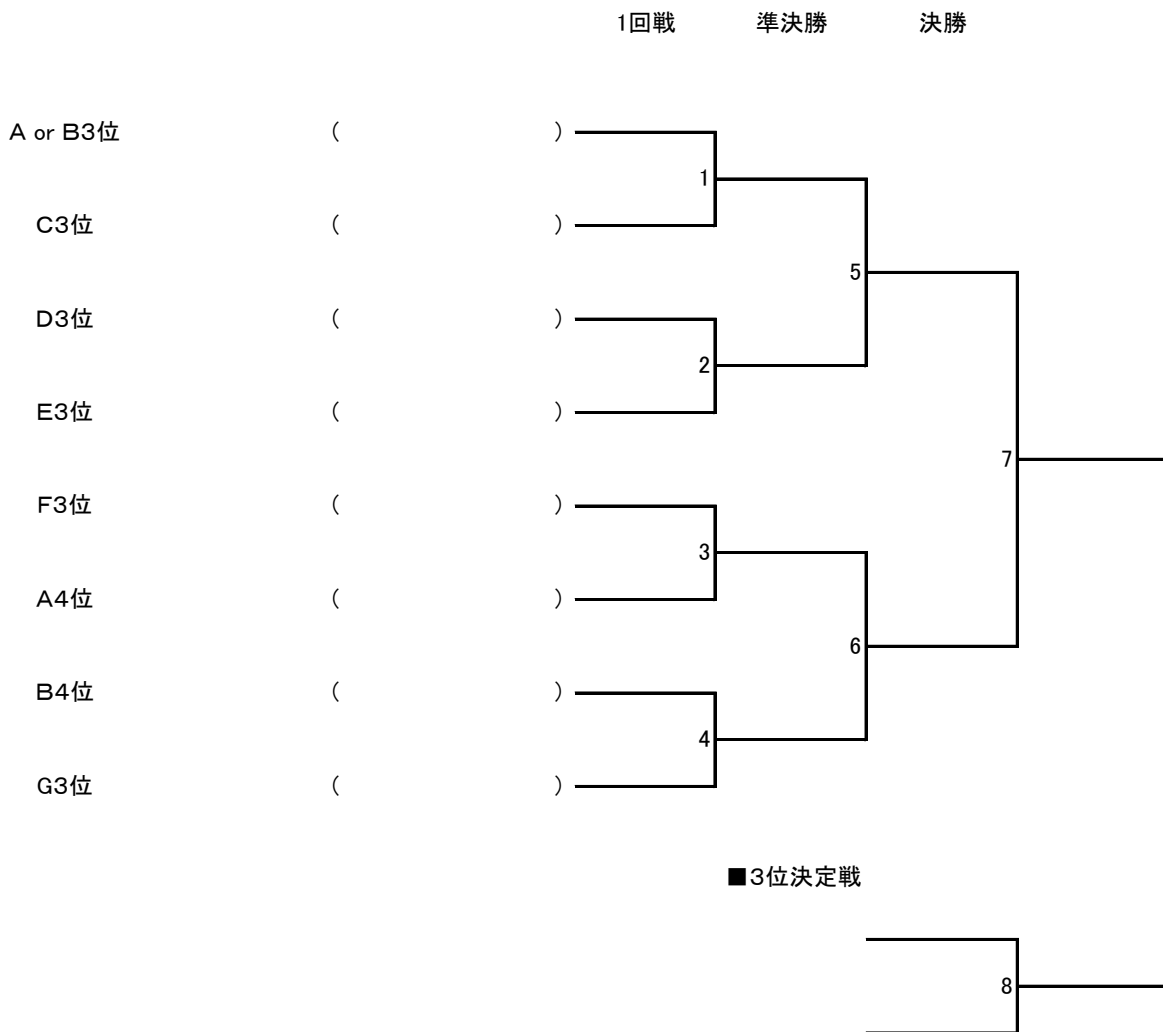 1回戦 準決勝 決勝
A or B3位 ( )
1
C3位 ( )
5
D3位 ( )
2
E3位 ( )
7
F3位 ( )
3
A4位 ( )
6
B4位 ( )
4
G3位 ( )
■3位決定戦
8